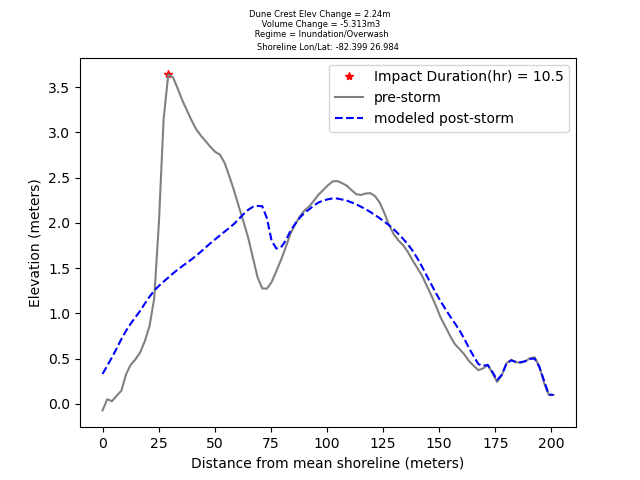 Dune Crest Elev Change = 2.24m
Volume Change = -5.313m3
Regime = Inundation/Overwash
Shoreline Lon/Lat: -82.399 26.984
Impact Duration(hr) = 10.5
pre-storm
modeled post-storm
Elevation (meters)
3.5
3.0
2.5
2.0
1.5
1.0
0.5
0.0
0 25 50 75 100 125 150 175 200
Distance from mean shoreline (meters)